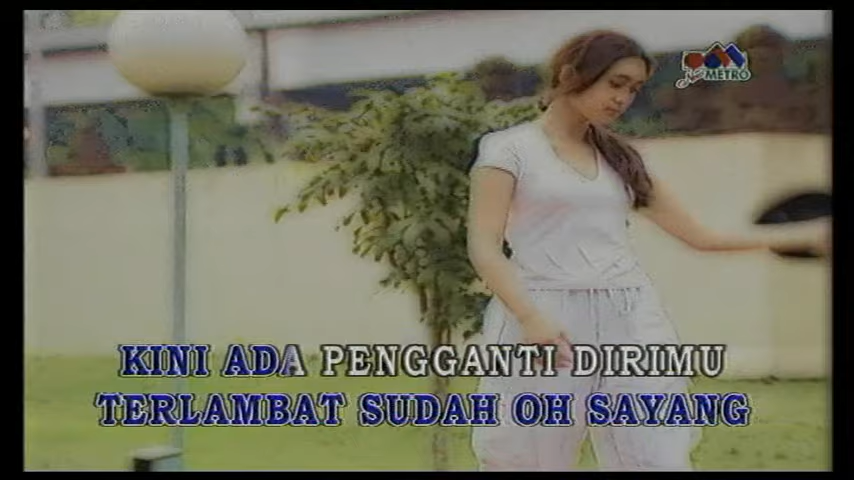 METRO
KINI ADA PENGGANTI DIRIMU
TERLAMBAT SUDAH OH SAYANG